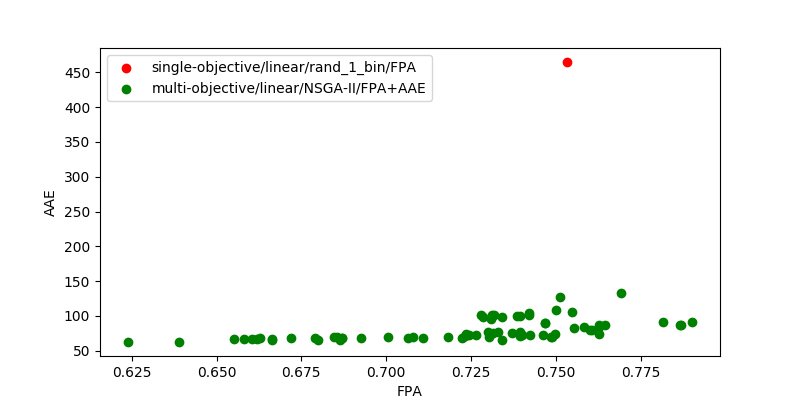 single-objective/linear/rand_1_bin/FPA
multi-objective/linear/NSGA-II/FPA+AAE
AAE
450
400
350
300
250
200
150
100
50
0.625 0.650 0.675 0.700 0.725 0.750 0.775
FPA